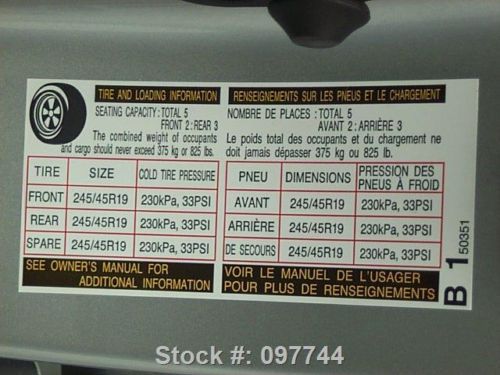 TIRE AND LOADING INFORMATION
SEATING CAPACITY: TOTAL 5
FRONT 2: REAR 3
The combined weight of occupants
and cargo should never exceed 375 kg or 825 lbs.
TIRE SIZE COLD TIRE PRESSURE
FRONT 245/45R19 230kPa, 33PSI
REAR 245/45R19 230kPa, 33PSI
SPARE 245/45R19 230kPa, 33PSI
SEE OWNER'S MANUAL FOR
ADDITIONAL INFORMATION
RENSEIGNEMENTS SUR LES PNEUS ET LE CHARGEMENT
NOMBRE DE PLACES : TOTAL 5
AVANT 2: ARRIÈRE 3
Le poids total des occupants et du chargement ne
doit jamais dépasser 375 kg ou 825 lb.
PNEU DIMENSIONS PRESSION DES
PNEUS À FROID
AVANT 245/45R19 230kPa, 33PSI
ARRIÈRE 245/45R19 230kPa, 33PSI
DE SECOURS 245/45R19 230kPa, 33PSI
VOIR LE MANUEL DE L'USAGER
POUR PLUS DE RENSEIGNEMENTS
B 1 50351
Stock #: 097744